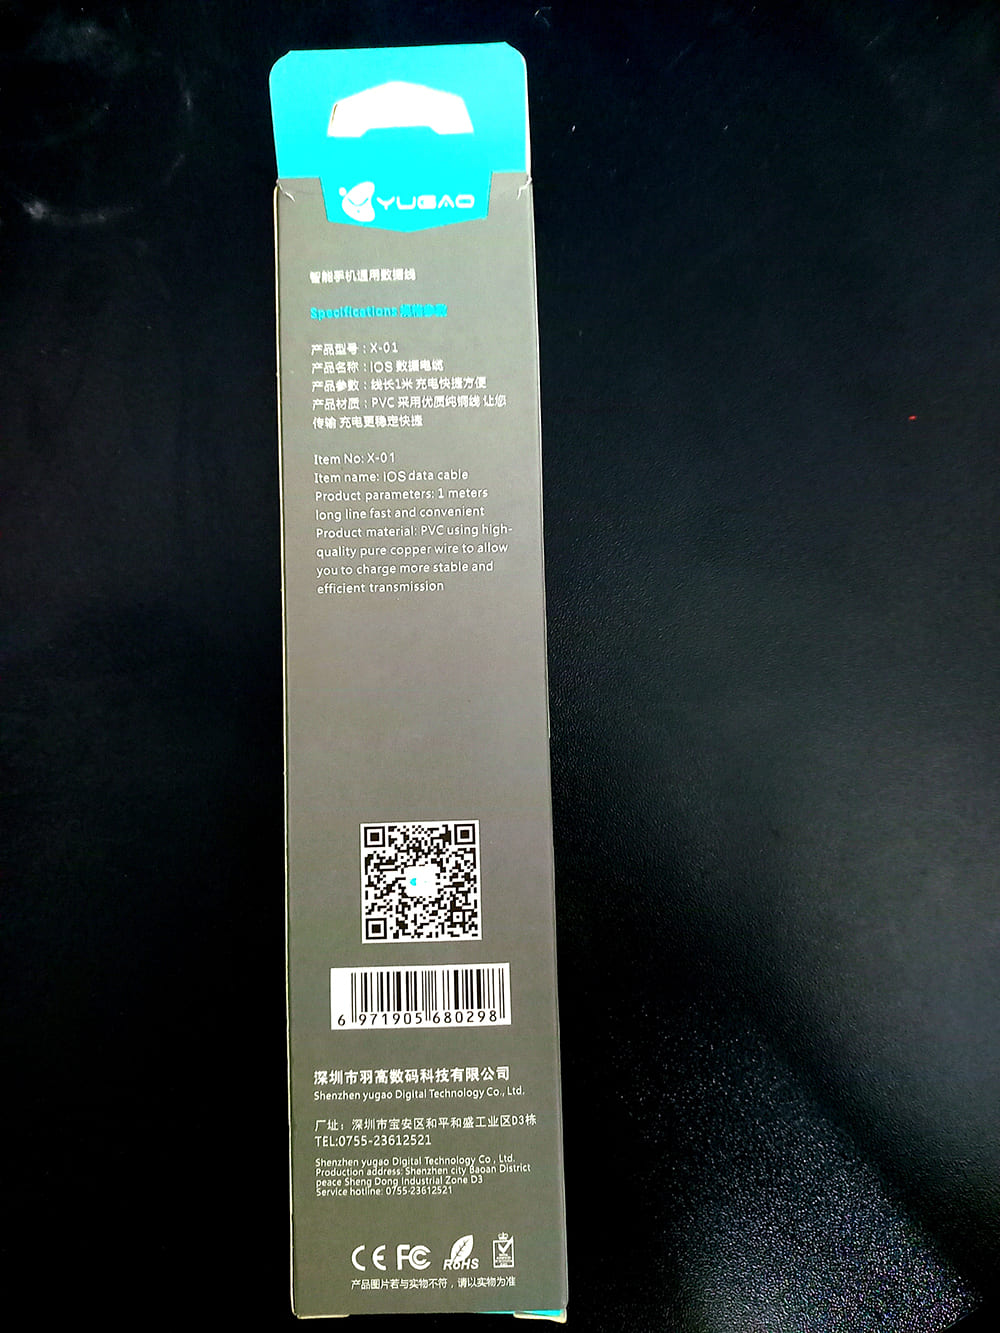 YUGAO
智能手机通用数据线
Specifications 规格参数
产品型号：X-01
产品名称：iOS 数据电缆
产品参数：线长1米 充电快捷方便
产品材质：PVC 采用优质纯铜线 让您
传输 充电更稳定快捷
Item No: X-01
Item name: iOS data cable
Product parameters: 1 meters
long line fast and convenient
Product material: PVC using high-
quality pure copper wire to allow
you to charge more stable and
efficient transmission
6 971905 680298
深圳市羽高数码科技有限公司
Shenzhen yugao Digital Technology Co., Ltd.
厂址：深圳市宝安区和平和盛工业区D3栋
TEL:0755-23612521
Shenzhen yugao Digital Technology Co , Ltd.
Production address: Shenzhen city Baoan District
peace Sheng Dong Industrial Zone D3
Service hotline: 0755-23612521
CE FC RoHS
产品图片若与实物不符，请以实物为准